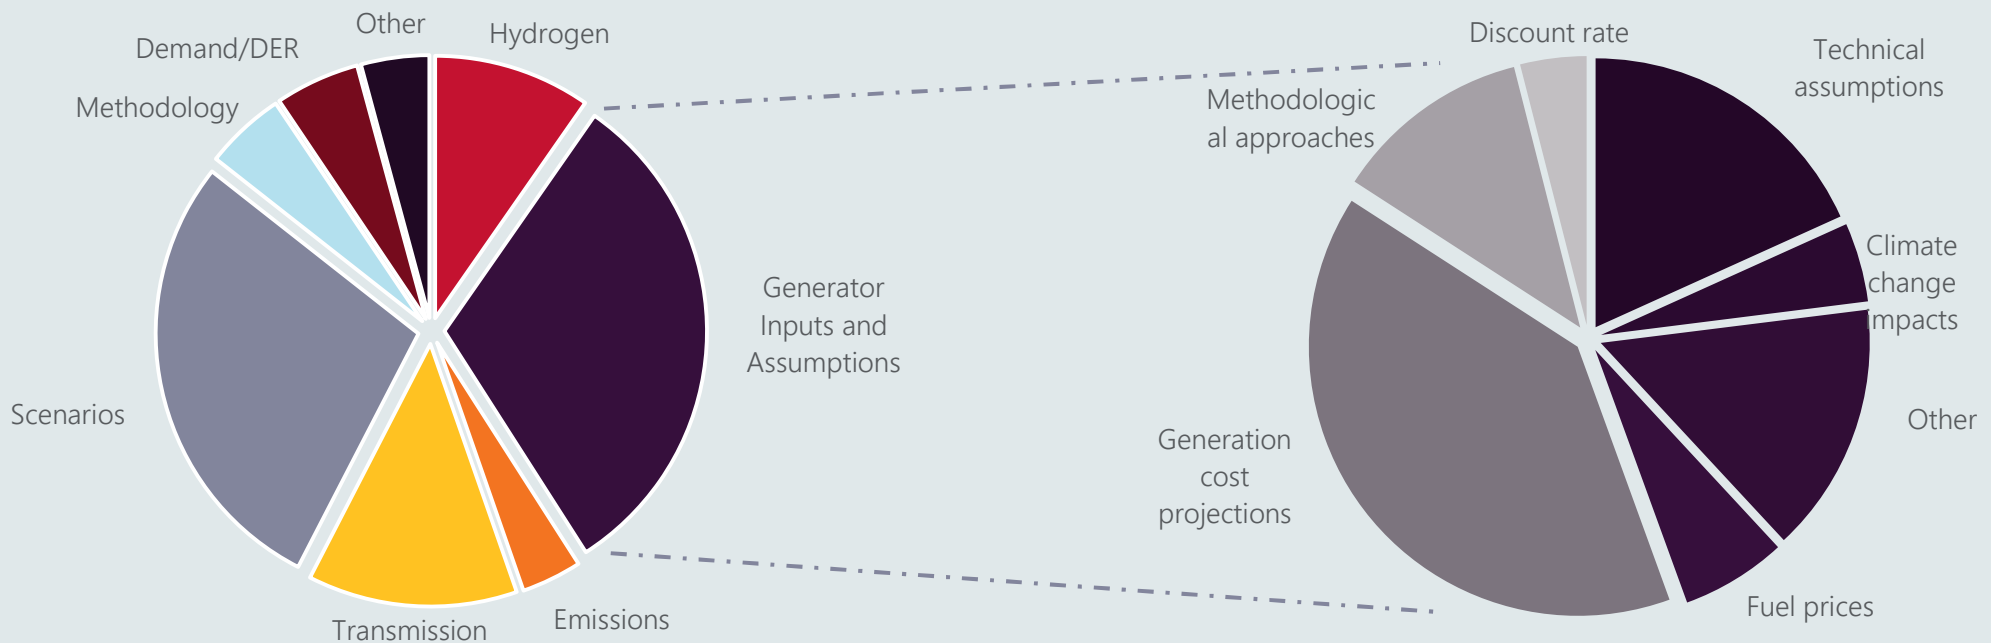 Other
Hydrogen
Demand/DER
Methodology
Generator
Inputs and
Assumptions
Scenarios
Emissions
Transmission
Discount rate
Technical
assumptions
Methodologic
al approaches
Climate
change
impacts
Other
Generation
cost
projections
Fuel prices